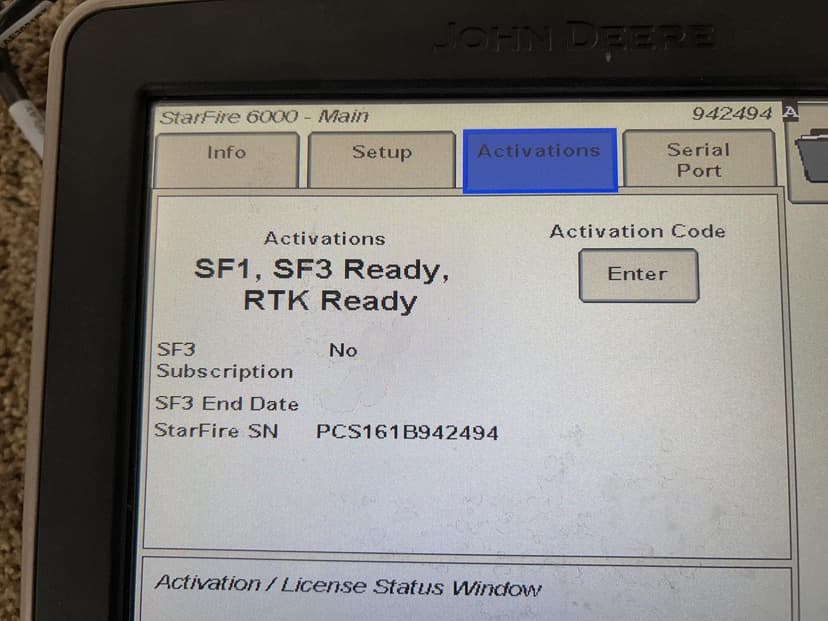 JOHN DEERE
StarFire 6000 - Main 942494 A
Info
Setup
Activations
Serial
Port
Activations
SF1, SF3 Ready,
RTK Ready
Activation Code
Enter
SF3 No
Subscription
SF3 End Date
StarFire SN PCS161B942494
Activation / License Status Window